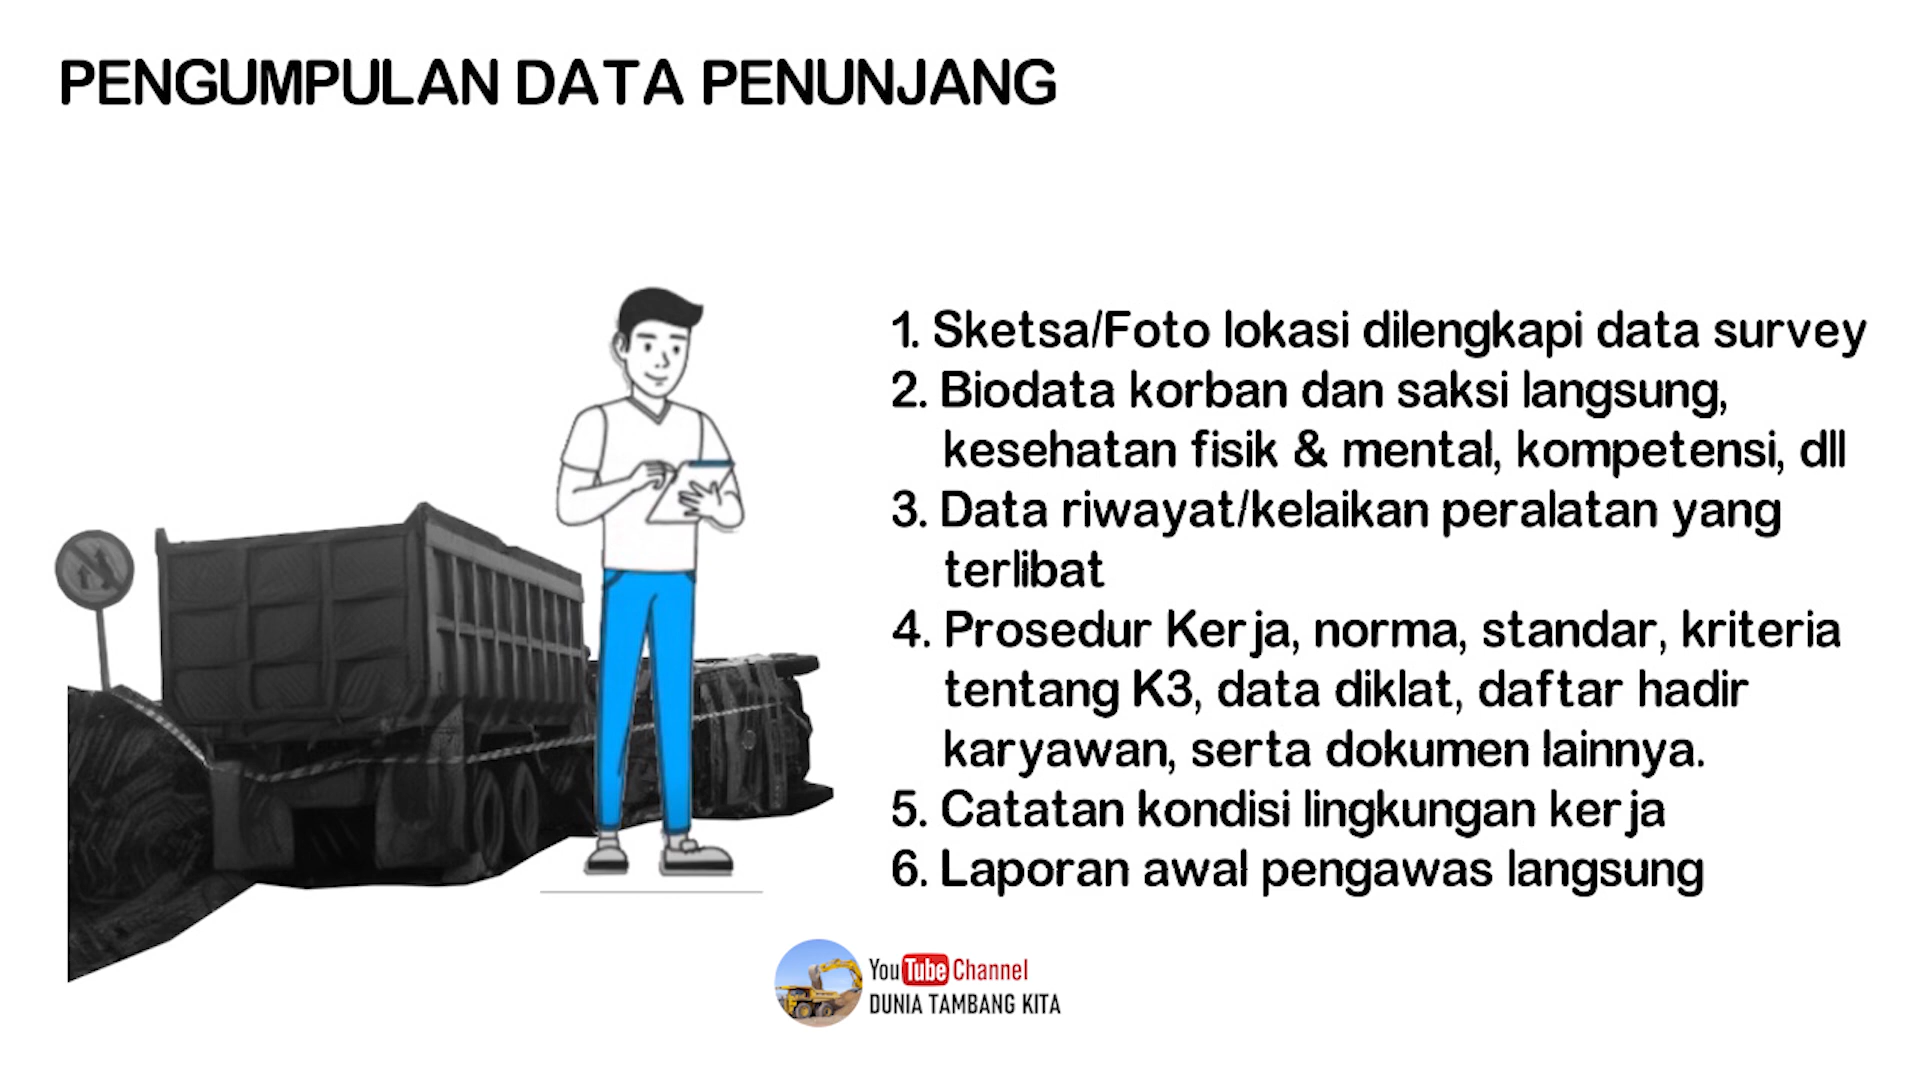 PENGUMPULAN DATA PENUNJANG
1. Sketsa/Foto lokasi dilengkapi data survey
2. Biodata korban dan saksi langsung,
kesehatan fisik & mental, kompetensi, dll
3. Data riwayat/kelaikan peralatan yang
terlibat
4. Prosedur Kerja, norma, standar, kriteria
tentang K3, data diklat, daftar hadir
karyawan, serta dokumen lainnya.
5. Catatan kondisi lingkungan kerja
6. Laporan awal pengawas langsung
YouTube Channel
DUNIA TAMBANG KITA